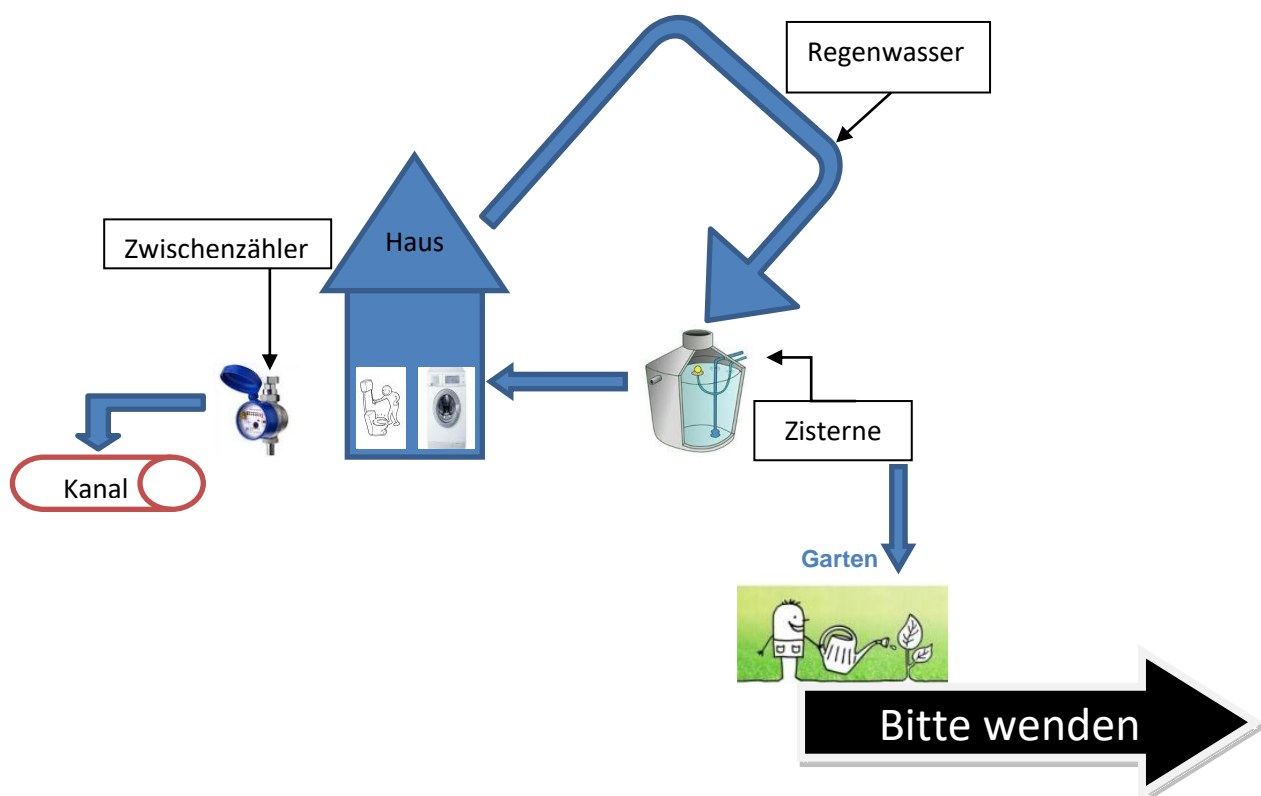 Regenwasser
Zwischenzähler
Haus
Zisterne
Kanal
Garten
Bitte wenden